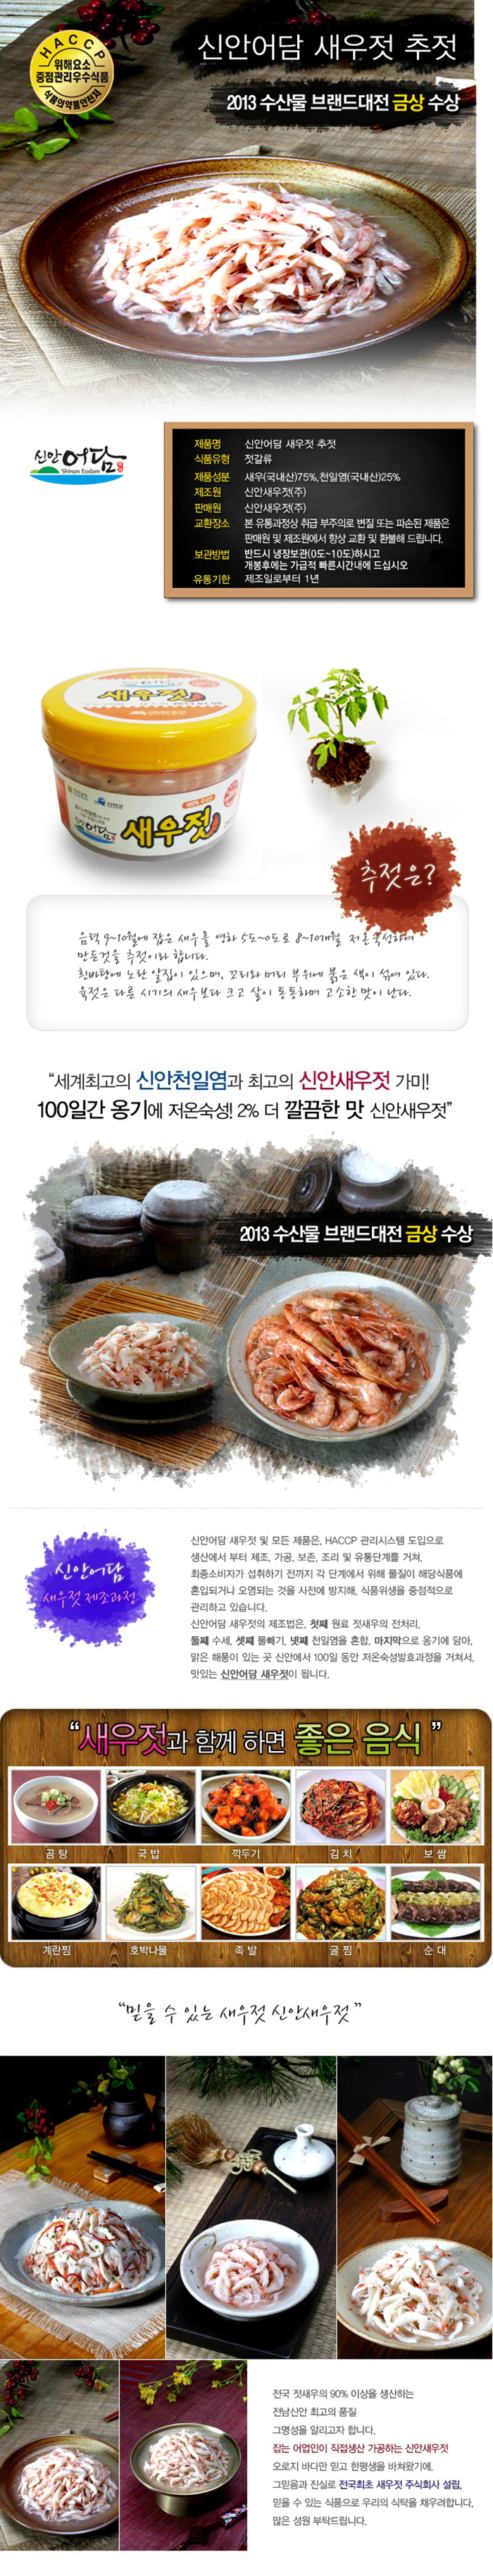 HACCP
위해요소
중점관리우수식품
식품의약품안전처
신안어담 새우젓 추젓
2013 수산물 브랜드대전 금상 수상
신안어담
Shinan Eodam
제품명 신안어담 새우젓 추젓
식품유형 젓갈류
제품성분 새우(국내산)75%,천일염(국내산)25%
제조원 신안새우젓(주)
판매원 신안새우젓(주)
교환장소 본 유통과정상 취급 부주의로 변질 또는 파손된 제품은
판매원 및 제조원에서 항상 교환 및 환불해 드립니다.
보관방법 반드시 냉장보관(0도~10도)하시고
개봉후에는 가급적 빠른시간내에 드십시오
유통기한 제조일로부터 1년
새우젓
신안군
어담 새우젓
추젓은?
음력 9~10월에 잡은 새우를 영하 5도~0도로 8~10개월 저온숙성하여
만든것을 추젓이라 합니다.
흰바탕에 노란 알집이 있으며, 꼬리와 머리 부위에 붉은 색이 섞여 있다.
육젓은 다른 시기의 새우보다 크고 살이 통통하며 고소한 맛이 난다.
“세계최고의 신안천일염과 최고의 신안새우젓 가미!
100일간 옹기에 저온숙성! 2% 더 깔끔한 맛 신안새우젓”
2013 수산물 브랜드대전 금상 수상
신안어담
새우젓 제조과정
신안어담 새우젓 및 모든 제품은, HACCP 관리시스템 도입으로
생산에서 부터 제조, 가공, 보존, 조리 및 유통단계를 거쳐,
최종소비자가 섭취하기 전까지 각 단계에서 위해 물질이 해당식품에
혼입되거나 오염되는 것을 사전에 방지해, 식품위생을 중점적으로
관리하고 있습니다.
신안어담 새우젓의 제조법은, 첫째 원료 젓새우의 전처리,
둘째 수세, 셋째 물빼기, 넷째 천일염을 혼합, 마지막으로 옹기에 담아,
맑은 해풍이 있는 곳 신안에서 100일 동안 저온숙성발효과정을 거쳐서,
맛있는 신안어담 새우젓이 됩니다.
“새우젓과 함께 하면 좋은 음식”
곰탕 국밥 깍두기 김치 보쌈
계란찜 호박나물 족발 굴찜 순대
“믿을 수 있는 새우젓 신안새우젓”
전국 젓새우의 90% 이상을 생산하는
전남신안 최고의 품질
그명성을 알리고자 합니다.
잡는 어업인이 직접생산 가공하는 신안새우젓
오로지 바다만 믿고 한평생을 바쳐왔기에,
그믿음과 진실로 전국최초 새우젓 주식회사 설립,
믿을 수 있는 식품으로 우리의 식탁을 채우려합니다,
많은 성원 부탁드립니다.